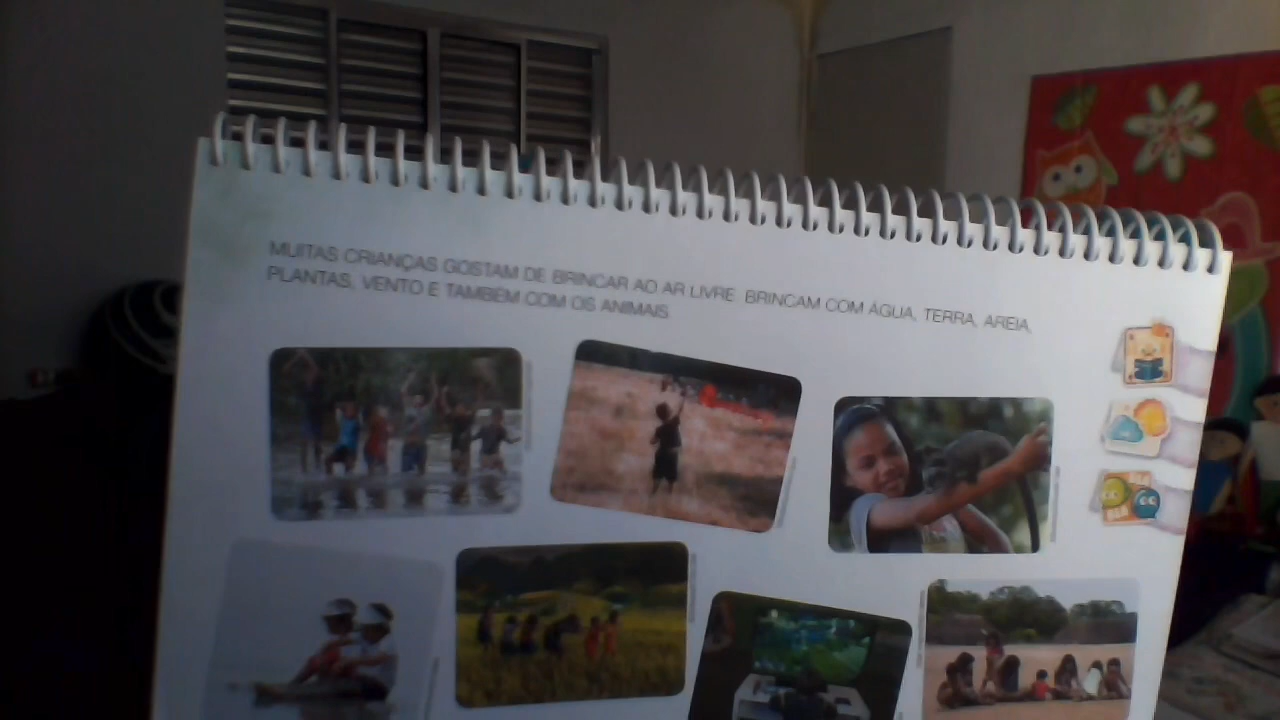 MUITAS CRIANÇAS GOSTAM DE BRINCAR AO AR LIVRE. BRINCAM COM ÁGUA, TERRA, AREIA,
PLANTAS, VENTO E TAMBÉM COM OS ANIMAIS.